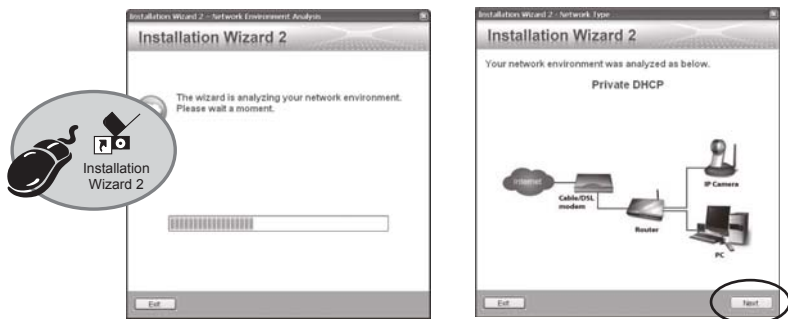 Installation Wizard 2 - Network Environment Analysis
Installation Wizard 2
The wizard is analyzing your network environment.
Please wait a moment.
Installation
Wizard 2
Exit
Installation Wizard 2 - Network Type
Installation Wizard 2
Your network environment was analyzed as below.
Private DHCP
Internet
Cable/DSL
modem
Router
IP Camera
PC
Exit
Next